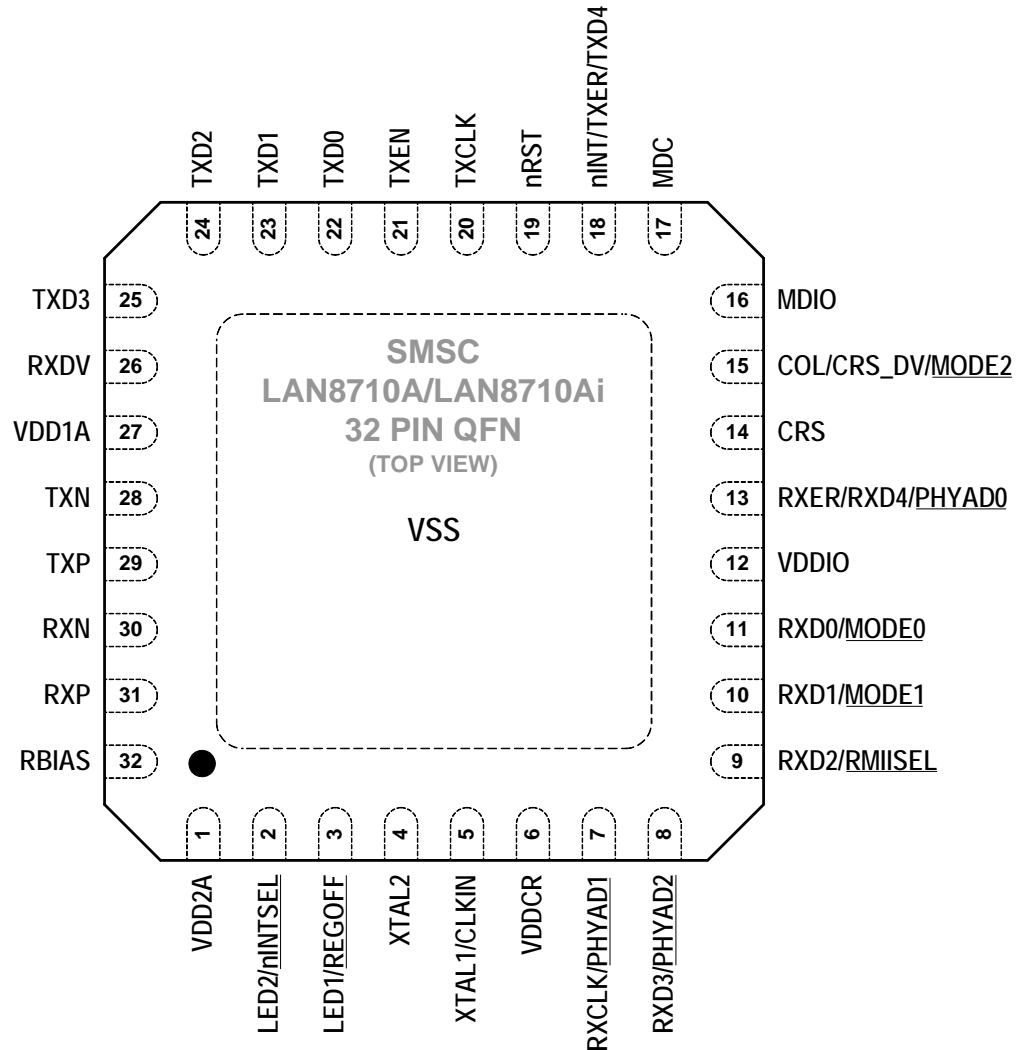 TXD2
TXD1
TXD0
TXEN
TXCLK
nRST
nINT/TXER/TXD4
MDC
24
23
22
21
20
19
18
17
TXD3 25
RXDV 26
VDD1A 27
TXN 28
TXP 29
RXN 30
RXP 31
RBIAS 32
SMSC
LAN8710A/LAN8710Ai
32 PIN QFN
(TOP VIEW)
VSS
16 MDIO
15 COL/CRS_DV/MODE2
14 CRS
13 RXER/RXD4/PHYAD0
12 VDDIO
11 RXD0/MODE0
10 RXD1/MODE1
9 RXD2/RMIISEL
1
2
3
4
5
6
7
8
VDD2A
LED2/nINTSEL
LED1/REGOFF
XTAL2
XTAL1/CLKIN
VDDCR
RXCLK/PHYAD1
RXD3/PHYAD2